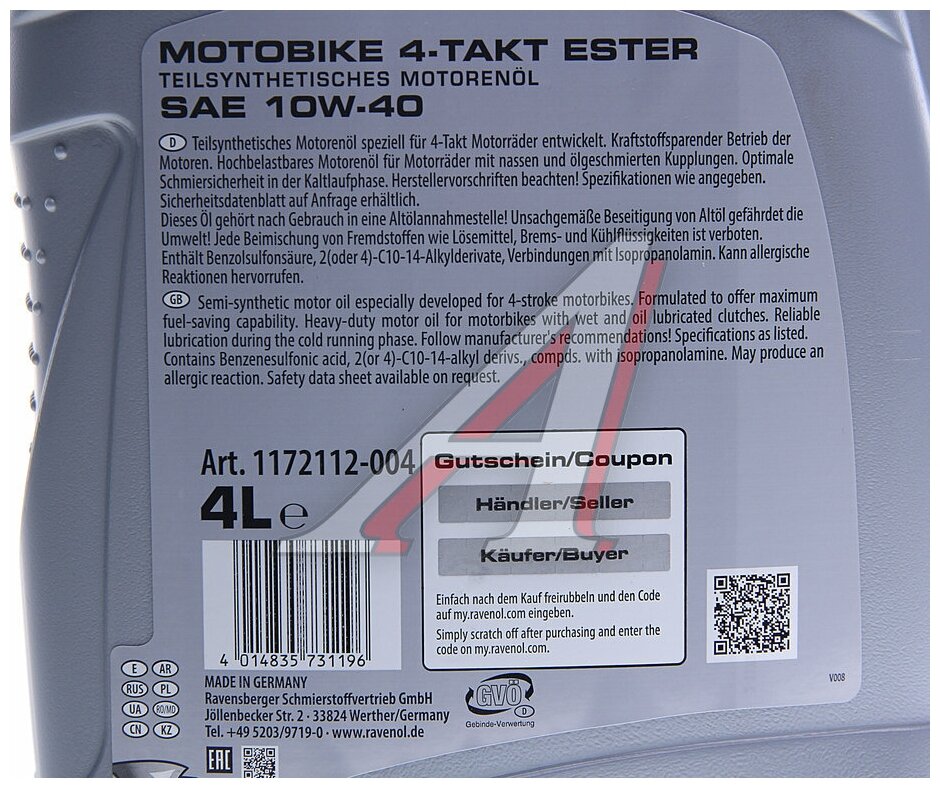 MOTOBIKE 4-TAKT ESTER
TEILSYNTHETISCHES MOTORENÖL
SAE 10W-40
D Teilsynthetisches Motorenöl speziell für 4-Takt Motorräder entwickelt. Kraftstoffsparender Betrieb der
Motoren. Hochbelastbares Motorenöl für Motorräder mit nassen und ölgeschmierten Kupplungen. Optimale
Schmiersicherheit in der Kaltlaufphase. Herstellervorschriften beachten! Spezifikationen wie angegeben.
Sicherheitsdatenblatt auf Anfrage erhältlich.
Dieses Öl gehört nach Gebrauch in eine Altölannahmestelle! Unsachgemäße Beseitigung von Altöl gefährdet die
Umwelt! Jede Beimischung von Fremdstoffen wie Lösemittel, Brems- und Kühlflüssigkeiten ist verboten.
Enthält Benzolsulfonsäure, 2(oder 4)-C10-14-Alkylderivate, Verbindungen mit Isopropanolamin. Kann allergische
Reaktionen hervorrufen.
GB Semi-synthetic motor oil especially developed for 4-stroke motorbikes. Formulated to offer maximum
fuel-saving capability. Heavy-duty motor oil for motorbikes with wet and oil lubricated clutches. Reliable
lubrication during the cold running phase. Follow manufacturer's recommendations! Specifications as listed.
Contains Benzenesulfonic acid, 2(or 4)-C10-14-alkyl derivs., compds. with isopropanolamine. May produce an
allergic reaction. Safety data sheet available on request.
Art. 1172112-004
4L e
Gutschein/Coupon
Händler/Seller
Käufer/Buyer
Einfach nach dem Kauf freirubbeln und den Code
auf my.ravenol.com eingeben.
Simply scratch off after purchasing and enter the
code on my.ravenol.com.
4 014835 731196
E AR
RUS PL
UA RO/MD
CN KZ
MADE IN GERMANY
Ravensberger Schmierstoffvertrieb GmbH
Jöllenbecker Str. 2 · 33824 Werther/Germany
Tel. +49 5203/9719-0 · www.ravenol.de
GVÖ
D
Gebinde-Verwertung
V008
EAC